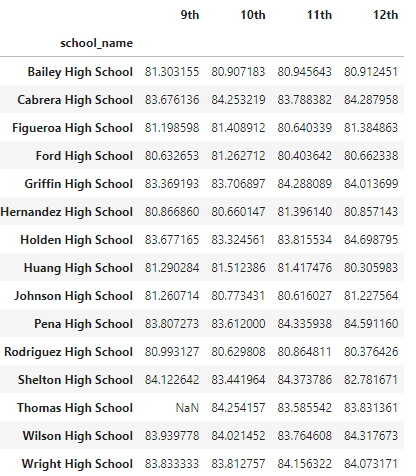 9th 10th 11th 12th
school_name
Bailey High School 81.303155 80.907183 80.945643 80.912451
Cabrera High School 83.676136 84.253219 83.788382 84.287958
Figueroa High School 81.198598 81.408912 80.640339 81.384863
Ford High School 80.632653 81.262712 80.403642 80.662338
Griffin High School 83.369193 83.706897 84.288089 84.013699
Hernandez High School 80.866860 80.660147 81.396140 80.857143
Holden High School 83.677165 83.324561 83.815534 84.698795
Huang High School 81.290284 81.512386 81.417476 80.305983
Johnson High School 81.260714 80.773431 80.616027 81.227564
Pena High School 83.807273 83.612000 84.335938 84.591160
Rodriguez High School 80.993127 80.629808 80.864811 80.376426
Shelton High School 84.122642 83.441964 84.373786 82.781671
Thomas High School NaN 84.254157 83.585542 83.831361
Wilson High School 83.939778 84.021452 83.764608 84.317673
Wright High School 83.833333 83.812757 84.156322 84.073171